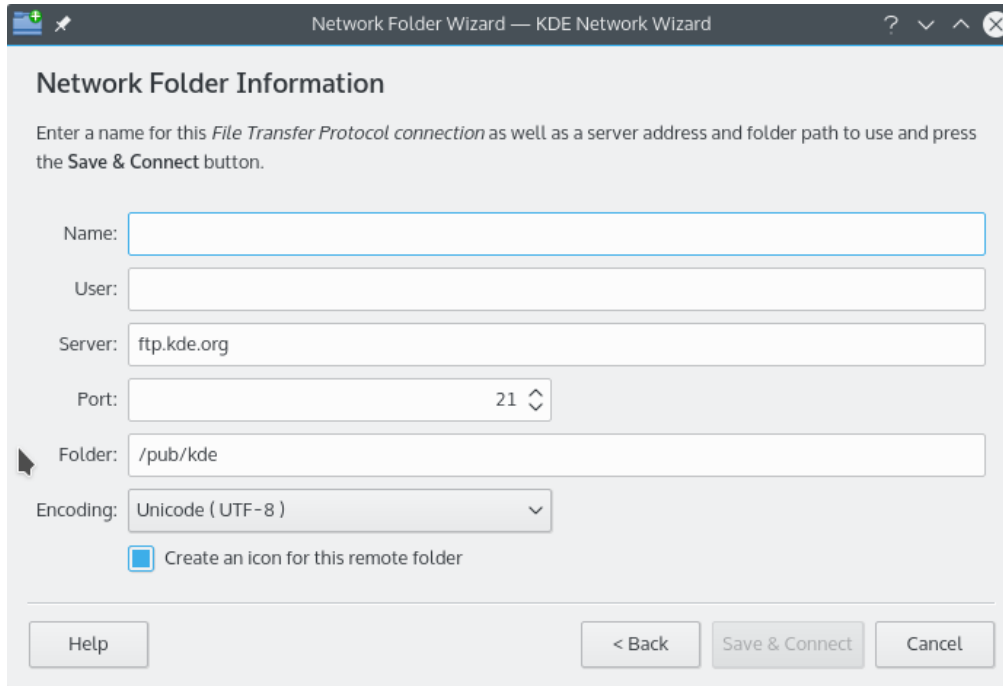 Network Folder Wizard — KDE Network Wizard
Network Folder Information
Enter a name for this File Transfer Protocol connection as well as a server address and folder path to use and press
the Save & Connect button.
Name:
User:
Server: ftp.kde.org
Port: 21
Folder: /pub/kde
Encoding: Unicode ( UTF-8 )
Create an icon for this remote folder
Help < Back Save & Connect Cancel